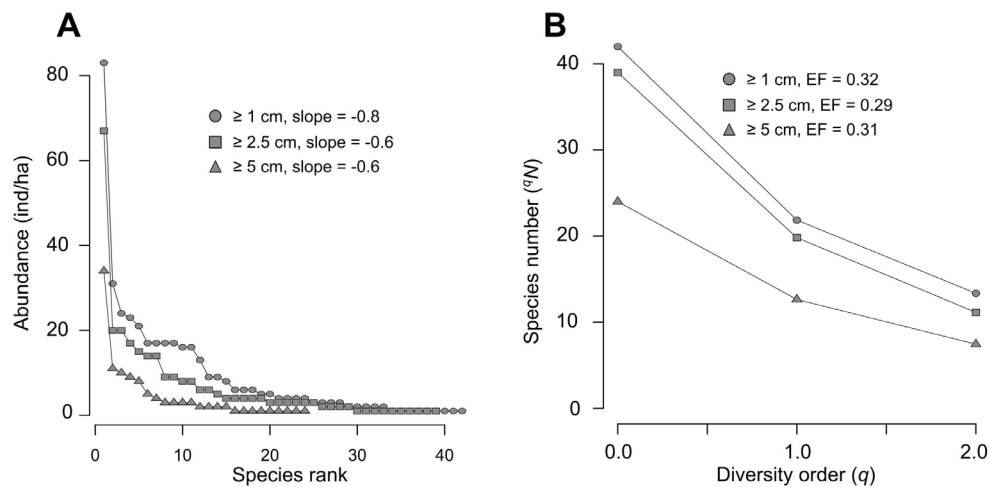 A
80
60
40
20
0
Abundance (ind/ha)
≥ 1 cm, slope = -0.8
≥ 2.5 cm, slope = -0.6
≥ 5 cm, slope = -0.6
0 10 20 30 40
Species rank
B
40
30
20
10
0
Species number (qN)
≥ 1 cm, EF = 0.32
≥ 2.5 cm, EF = 0.29
≥ 5 cm, EF = 0.31
0.0 1.0 2.0
Diversity order (q)